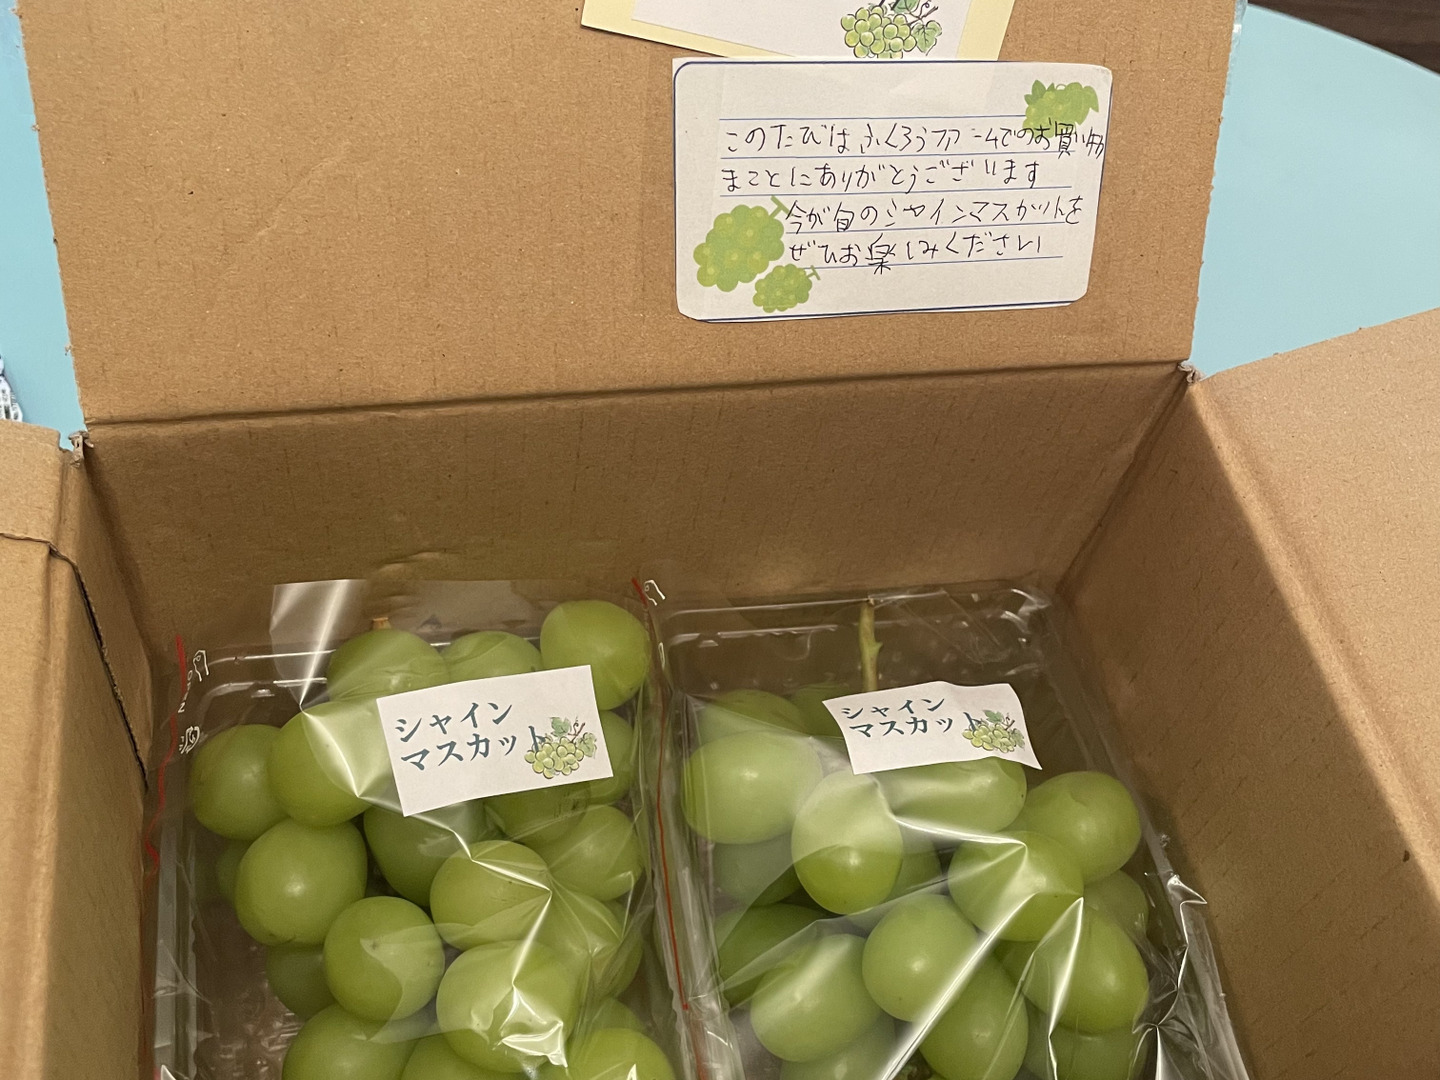 このたびはふくろうファームでのお買い物
まことにありがとうございます
今が旬のシャインマスカットを
ぜひお楽しみください
シャイン
マスカット
シャイン
マスカット